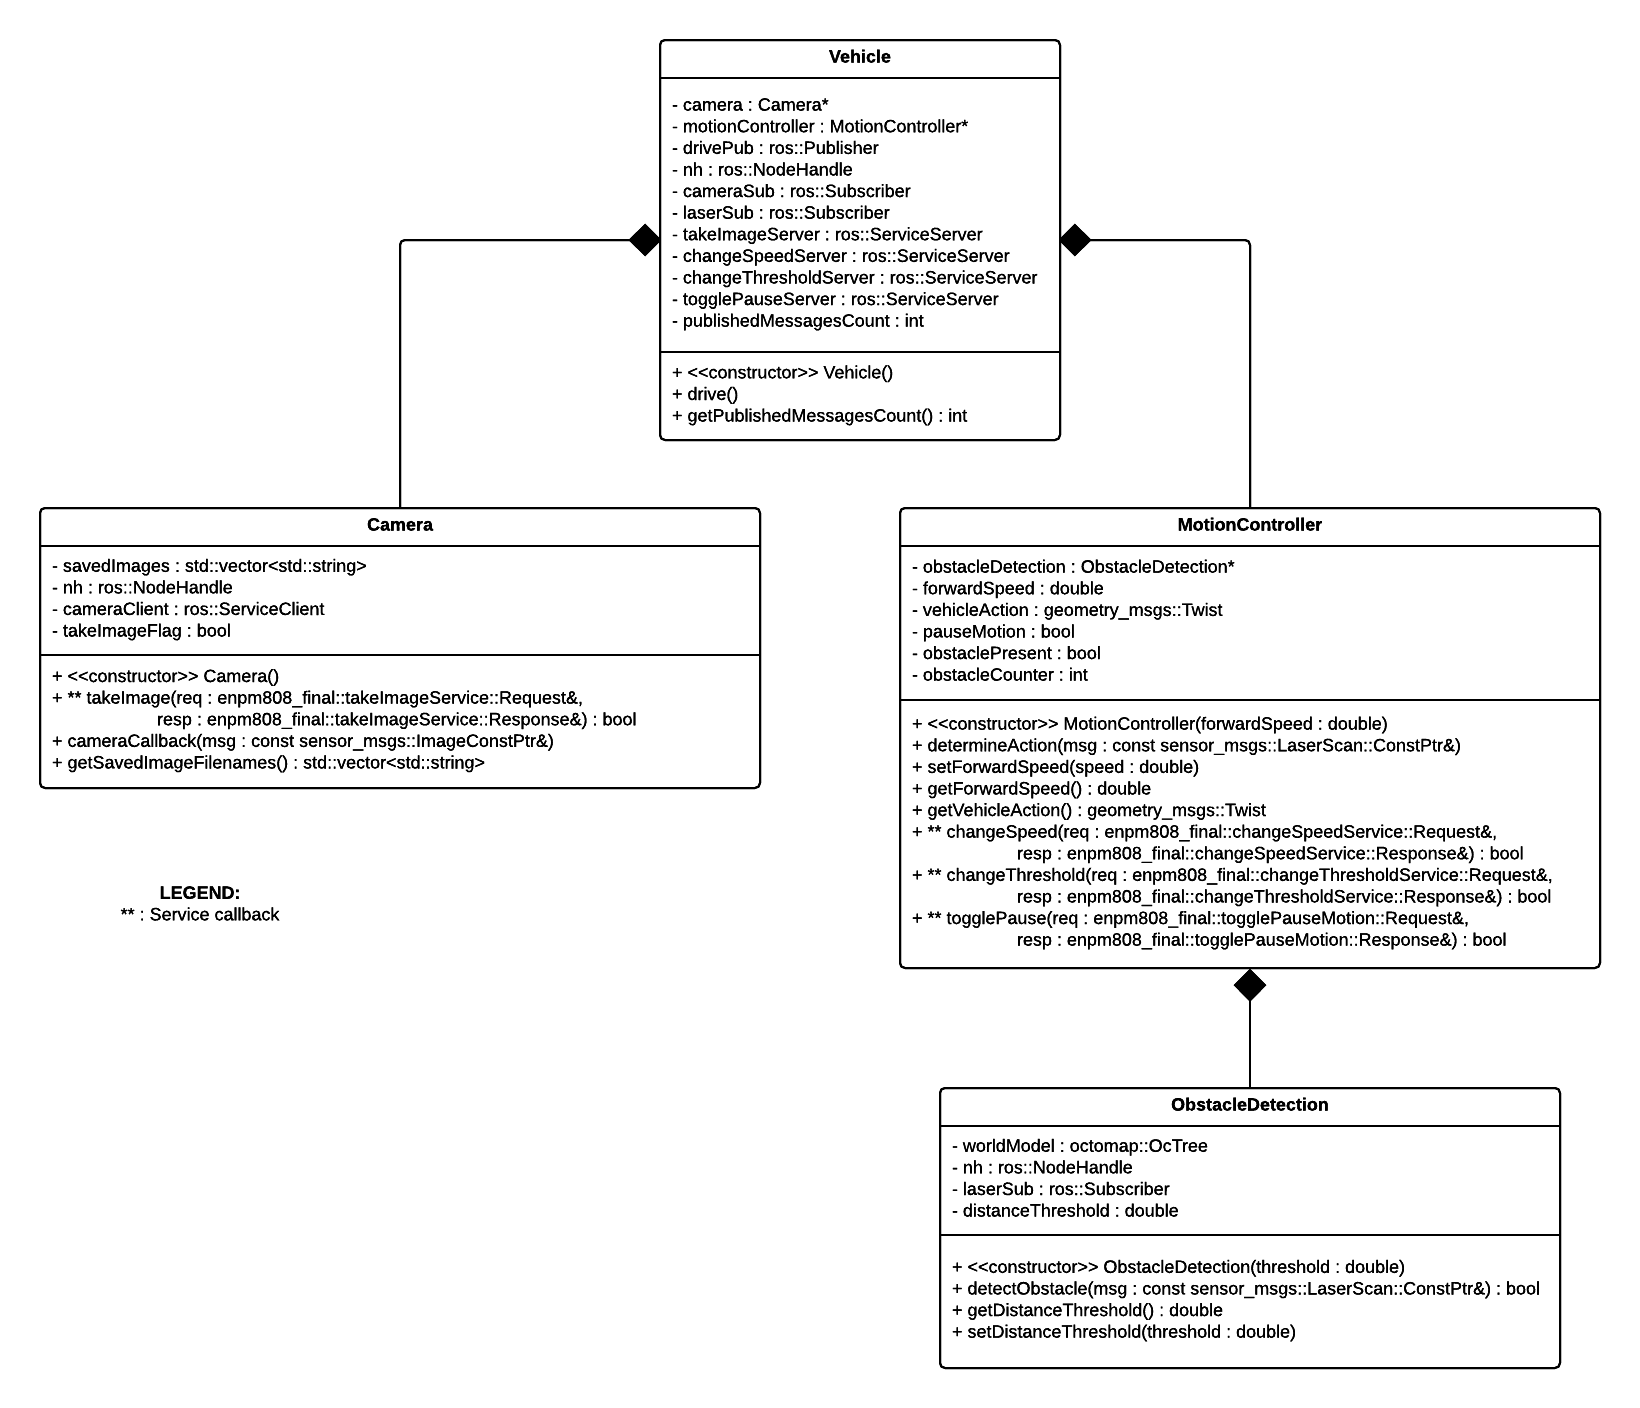 Vehicle
- camera : Camera*
- motionController : MotionController*
- drivePub : ros::Publisher
- nh : ros::NodeHandle
- cameraSub : ros::Subscriber
- laserSub : ros::Subscriber
- takeImageServer : ros::ServiceServer
- changeSpeedServer : ros::ServiceServer
- changeThresholdServer : ros::ServiceServer
- togglePauseServer : ros::ServiceServer
- publishedMessagesCount : int
+ <<constructor>> Vehicle()
+ drive()
+ getPublishedMessagesCount() : int
Camera
- savedImages : std::vector<std::string>
- nh : ros::NodeHandle
- cameraClient : ros::ServiceClient
- takeImageFlag : bool
+ <<constructor>> Camera()
+ ** takeImage(req : enpm808_final::takeImageService::Request&,
resp : enpm808_final::takeImageService::Response&) : bool
+ cameraCallback(msg : const sensor_msgs::ImageConstPtr&)
+ getSavedImageFilenames() : std::vector<std::string>
LEGEND:
** : Service callback
MotionController
- obstacleDetection : ObstacleDetection*
- forwardSpeed : double
- vehicleAction : geometry_msgs::Twist
- pauseMotion : bool
- obstaclePresent : bool
- obstacleCounter : int
+ <<constructor>> MotionController(forwardSpeed : double)
+ determineAction(msg : const sensor_msgs::LaserScan::ConstPtr&)
+ setForwardSpeed(speed : double)
+ getForwardSpeed() : double
+ getVehicleAction() : geometry_msgs::Twist
+ ** changeSpeed(req : enpm808_final::changeSpeedService::Request&,
resp : enpm808_final::changeSpeedService::Response&) : bool
+ ** changeThreshold(req : enpm808_final::changeThresholdService::Request&,
resp : enpm808_final::changeThresholdService::Response&) : bool
+ ** togglePause(req : enpm808_final::togglePauseMotion::Request&,
resp : enpm808_final::togglePauseMotion::Response&) : bool
ObstacleDetection
- worldModel : octomap::OcTree
- nh : ros::NodeHandle
- laserSub : ros::Subscriber
- distanceThreshold : double
+ <<constructor>> ObstacleDetection(threshold : double)
+ detectObstacle(msg : const sensor_msgs::LaserScan::ConstPtr&) : bool
+ getDistanceThreshold() : double
+ setDistanceThreshold(threshold : double)